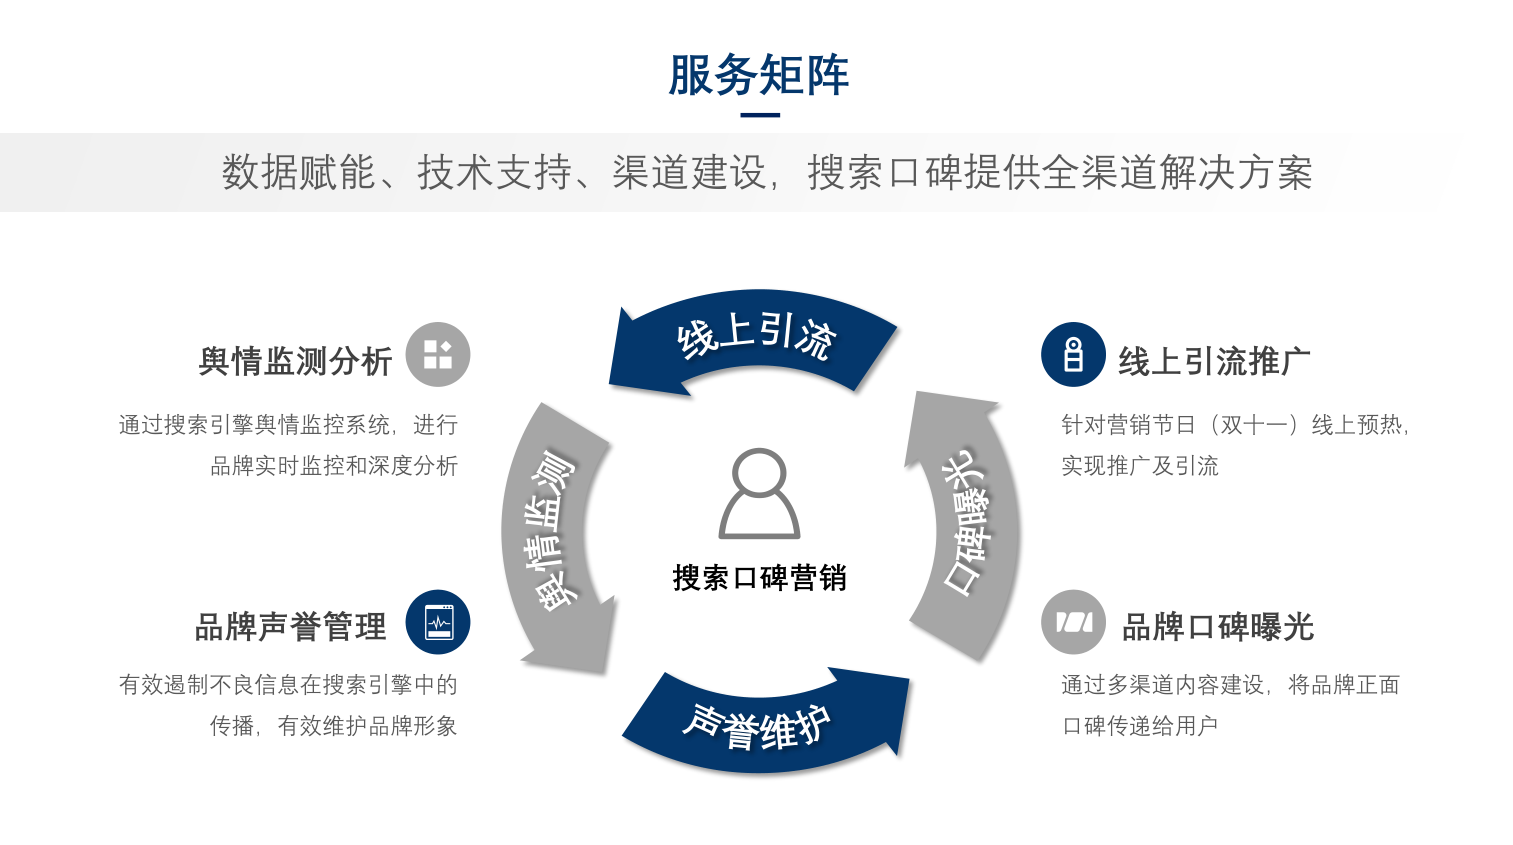 服务矩阵
数据赋能、技术支持、渠道建设，搜索口碑提供全渠道解决方案
线上引流
舆情监测
口碑曝光
声誉维护
搜索口碑营销
舆情监测分析
通过搜索引擎舆情监控系统，进行
品牌实时监控和深度分析
品牌声誉管理
有效遏制不良信息在搜索引擎中的
传播，有效维护品牌形象
线上引流推广
针对营销节日（双十一）线上预热，
实现推广及引流
品牌口碑曝光
通过多渠道内容建设，将品牌正面
口碑传递给用户